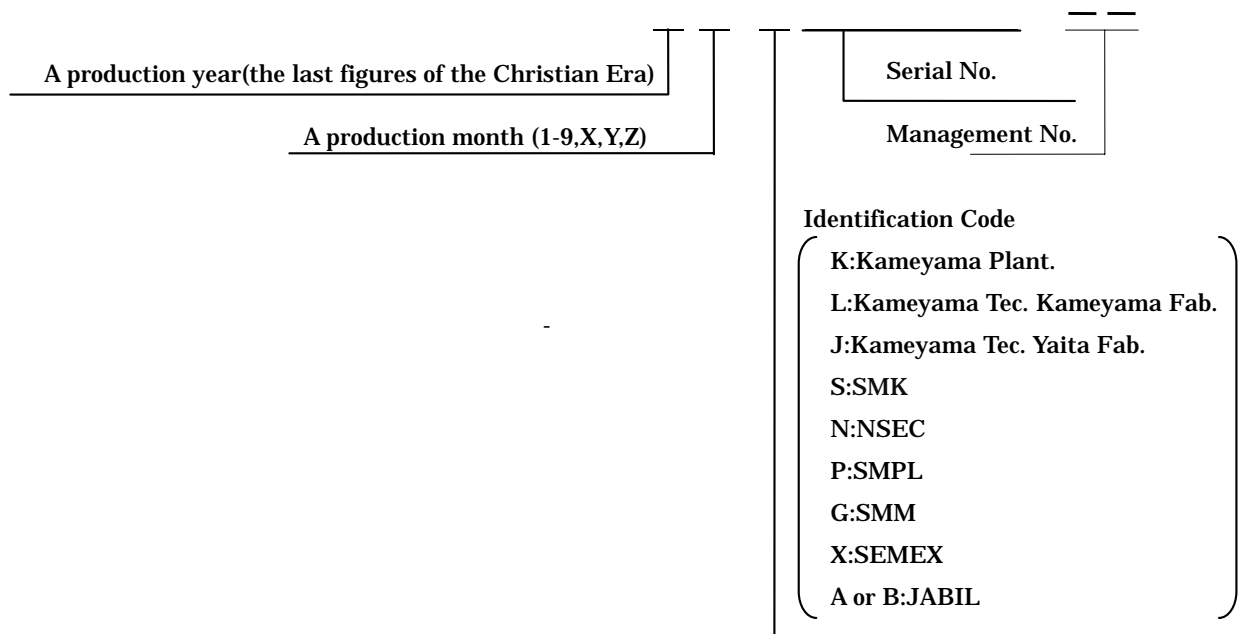 A production year(the last figures of the Christian Era)
Serial No.
A production month (1-9,X,Y,Z)
Management No.
Identification Code
K:Kameyama Plant.
L:Kameyama Tec. Kameyama Fab.
J:Kameyama Tec. Yaita Fab.
S:SMK
N:NSEC
P:SMPL
G:SMM
X:SEMEX
A or B:JABIL
-